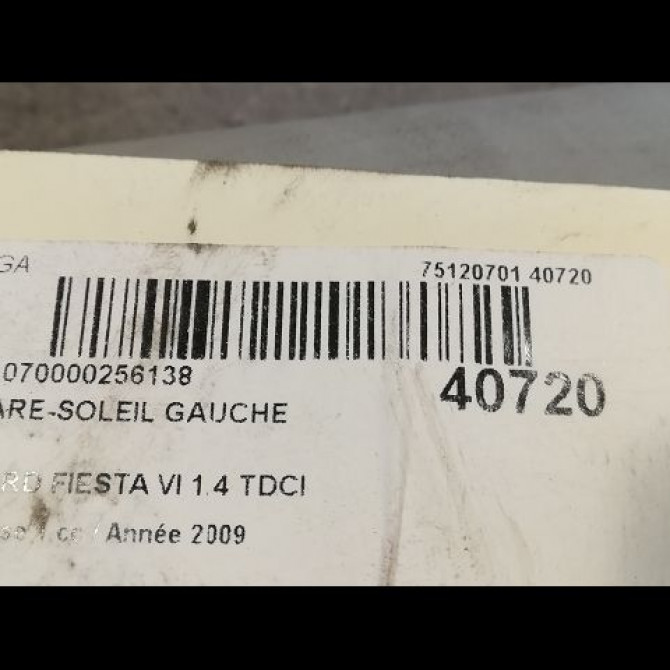 GA
75120701 40720
070000256138
40720
ARE-SOLEIL GAUCHE
RD FIESTA VI 1.4 TDCI
Année 2009